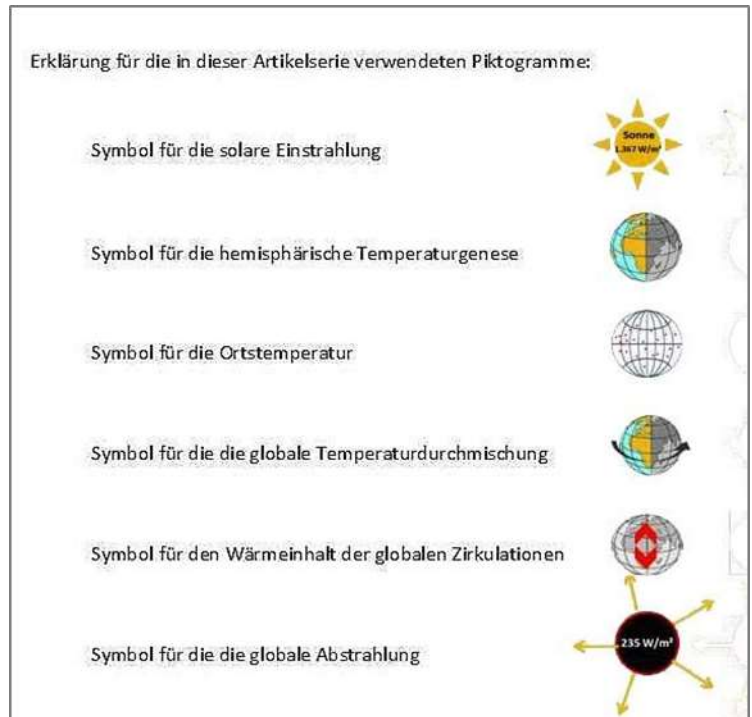 Erklärung für die in dieser Artikelserie verwendeten Piktogramme:
Symbol für die solare Einstrahlung
Sonne
1.367 W/m²
Symbol für die hemisphärische Temperaturgenese
Symbol für die Ortstemperatur
Symbol für die die globale Temperaturdurchmischung
Symbol für den Wärmeinhalt der globalen Zirkulationen
Symbol für die die globale Abstrahlung
235 W/m²